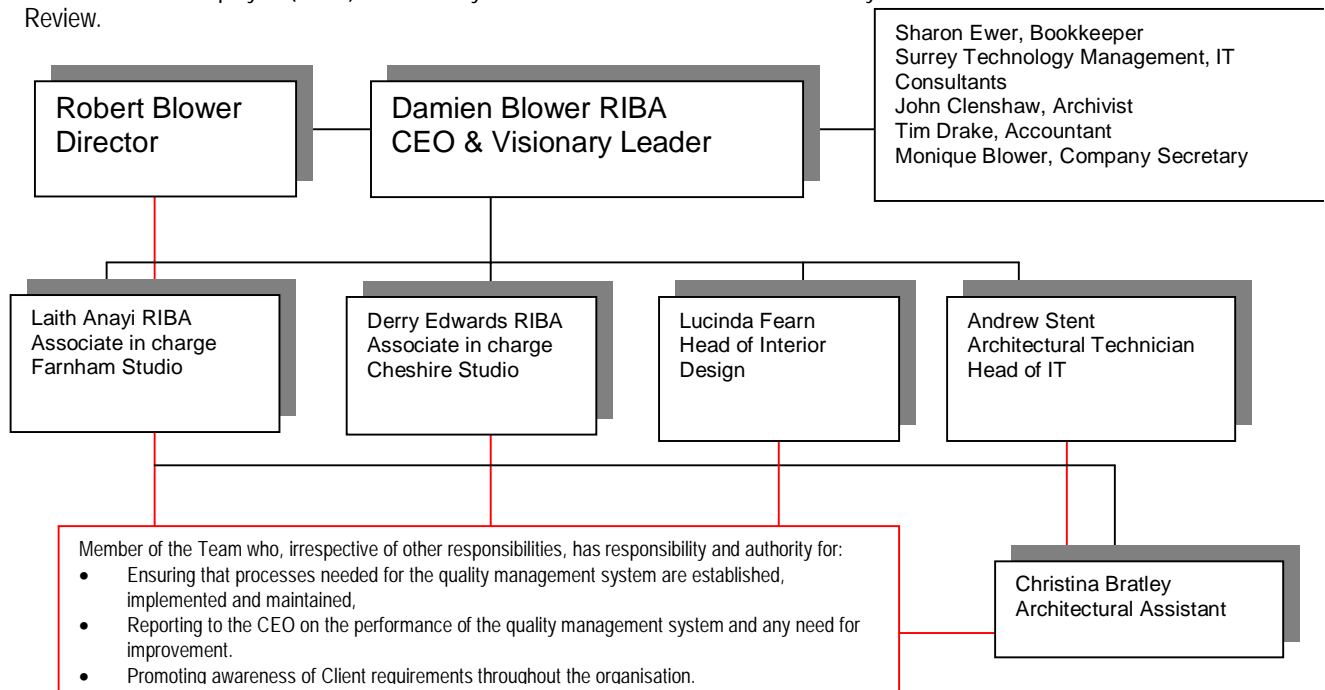 Review.
Sharon Ewer, Bookkeeper
Surrey Technology Management, IT
Consultants
John Clenshaw, Archivist
Tim Drake, Accountant
Monique Blower, Company Secretary
Robert Blower
Director
Damien Blower RIBA
CEO & Visionary Leader
Laith Anayi RIBA
Associate in charge
Farnham Studio
Derry Edwards RIBA
Associate in charge
Cheshire Studio
Lucinda Fearn
Head of Interior
Design
Andrew Stent
Architectural Technician
Head of IT
Member of the Team who, irrespective of other responsibilities, has responsibility and authority for:
• Ensuring that processes needed for the quality management system are established,
implemented and maintained,
• Reporting to the CEO on the performance of the quality management system and any need for
improvement.
• Promoting awareness of Client requirements throughout the organisation.
Christina Bratley
Architectural Assistant